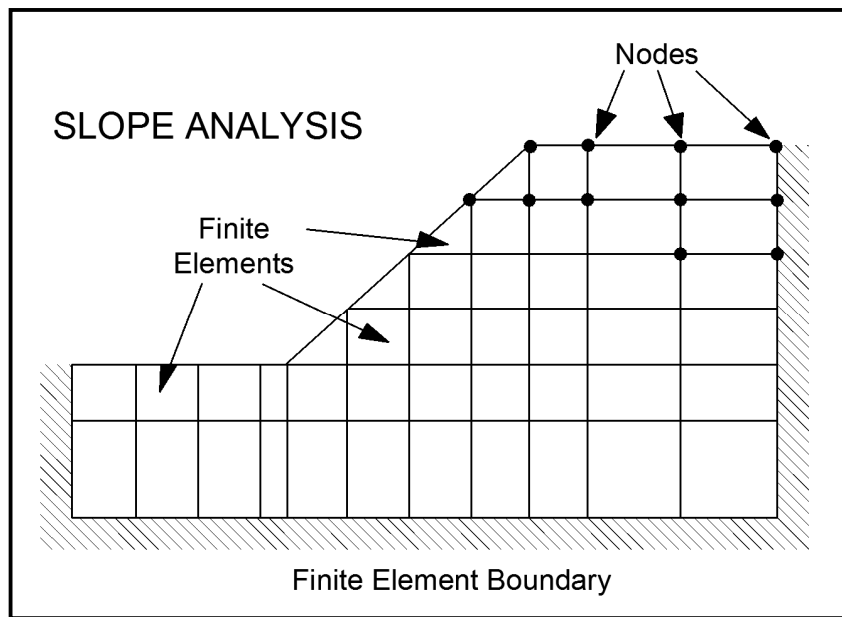 Nodes
SLOPE ANALYSIS
Finite
Elements
Finite Element Boundary